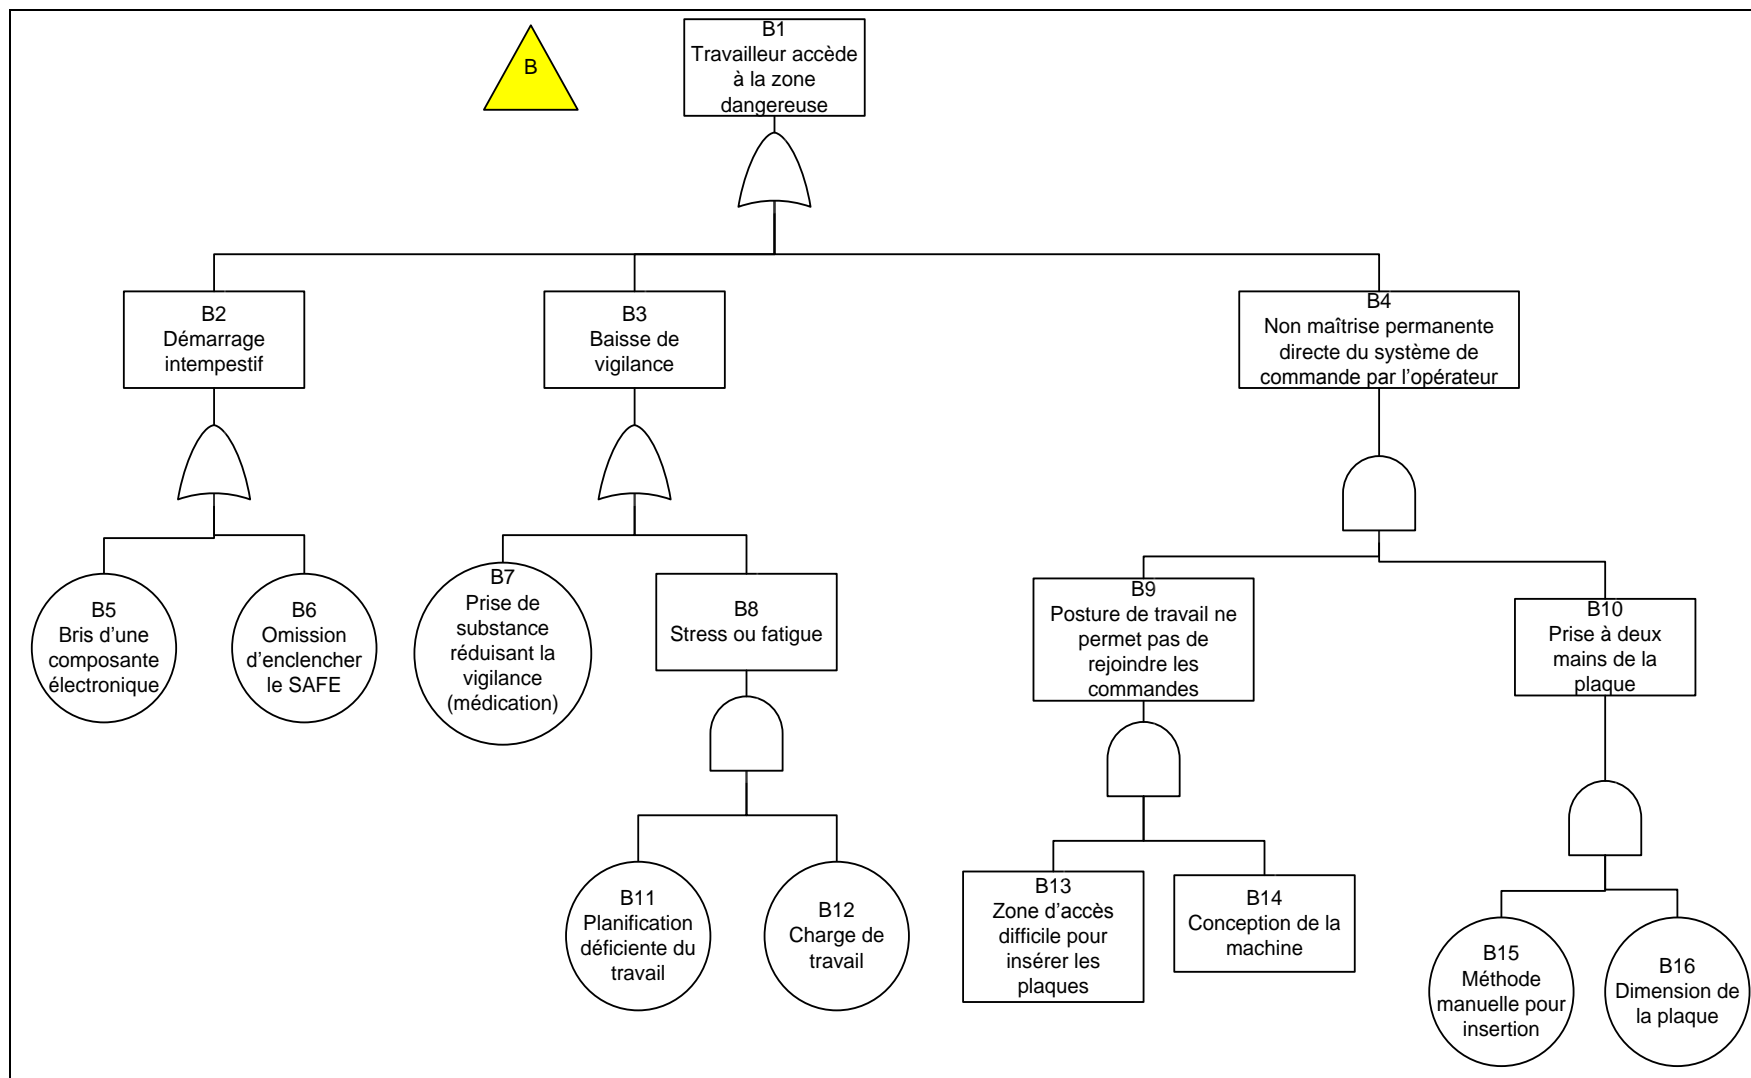 B
B1
Travailleur accède
à la zone
dangereuse
B2
Démarrage
intempestif
B3
Baisse de
vigilance
B4
Non maîtrise permanente
directe du système de
commande par l'opérateur
B5
Bris d'une
composante
électronique
B6
Omission
d'enclencher
le SAFE
B7
Prise de
substance
réduisant la
vigilance
(médication)
B8
Stress ou fatigue
B9
Posture de travail ne
permet pas de
rejoindre les
commandes
B10
Prise à deux
mains de la
plaque
B11
Planification
déficiente du
travail
B12
Charge de
travail
B13
Zone d'accès
difficile pour
insérer les
plaques
B14
Conception de la
machine
B15
Méthode
manuelle pour
insertion
B16
Dimension de
la plaque